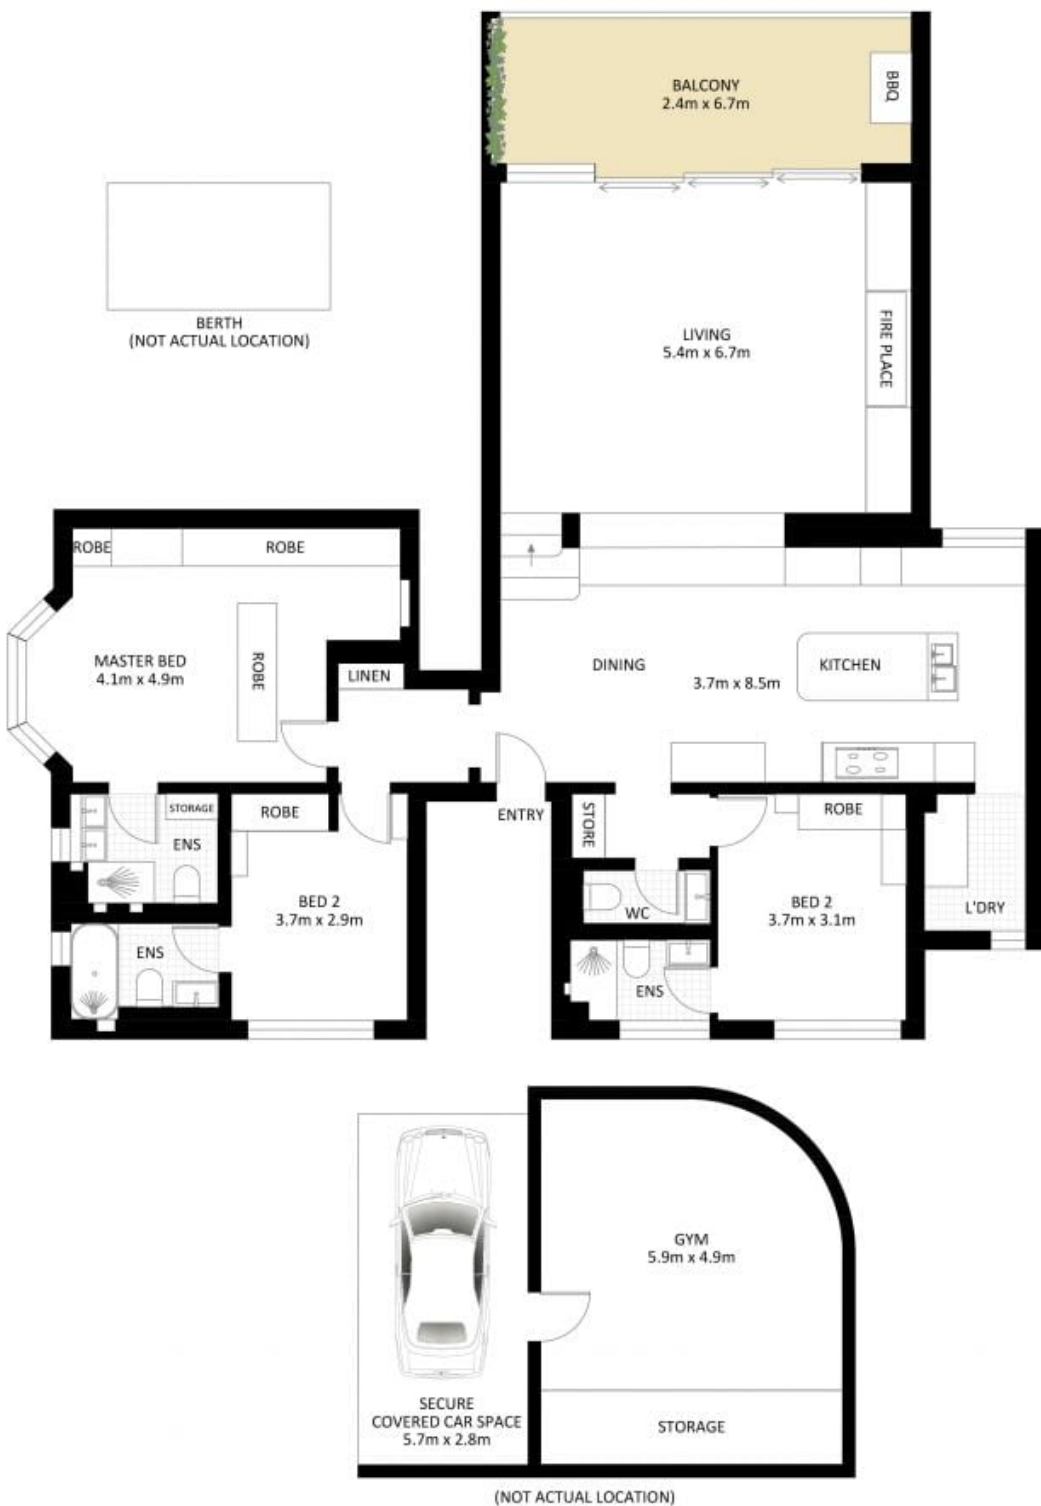 BALCONY
2.4m x 6.7m
BBQ
BERTH
(NOT ACTUAL LOCATION)
LIVING
5.4m x 6.7m
FIRE PLACE
ROBE
ROBE
MASTER BED
4.1m x 4.9m
ROBE
LINEN
DINING
KITCHEN
3.7m x 8.5m
STORAGE
ENS
ROBE
ENTRY
STORE
ROBE
BED 2
3.7m x 2.9m
WC
BED 2
3.7m x 3.1m
L'DRY
ENS
ENS
GYM
5.9m x 4.9m
SECURE
COVERED CAR SPACE
5.7m x 2.8m
STORAGE
(NOT ACTUAL LOCATION)